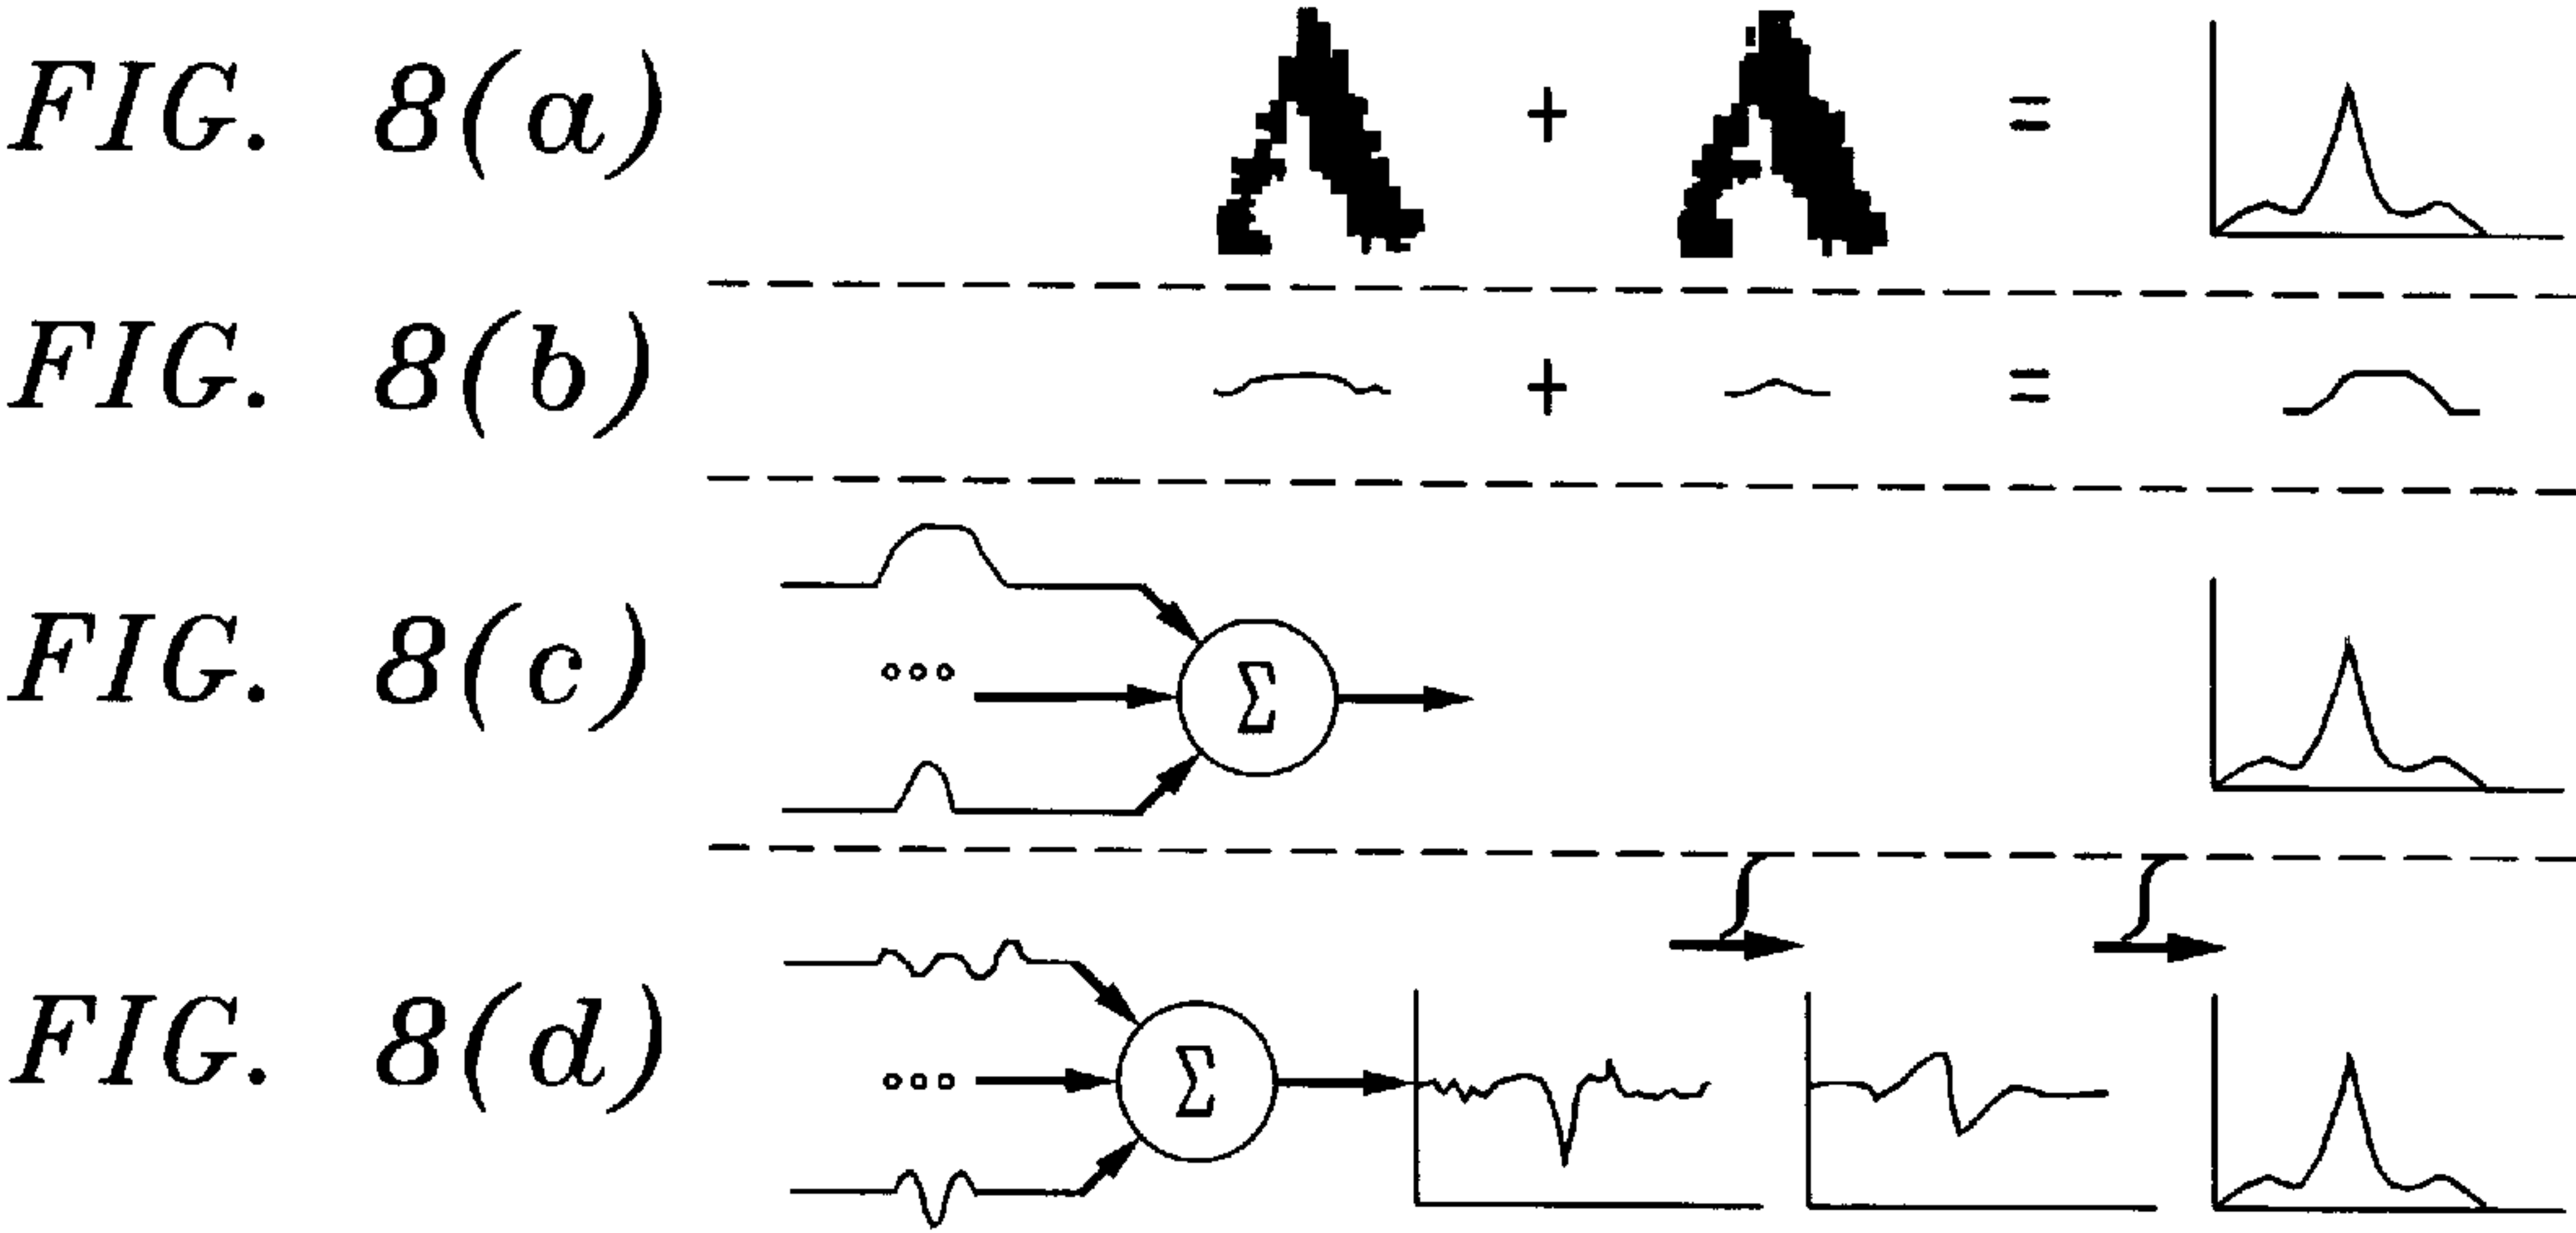 FIG. 8(a) + =
FIG. 8(b) + =
FIG. 8(c) Σ
FIG. 8(d) Σ